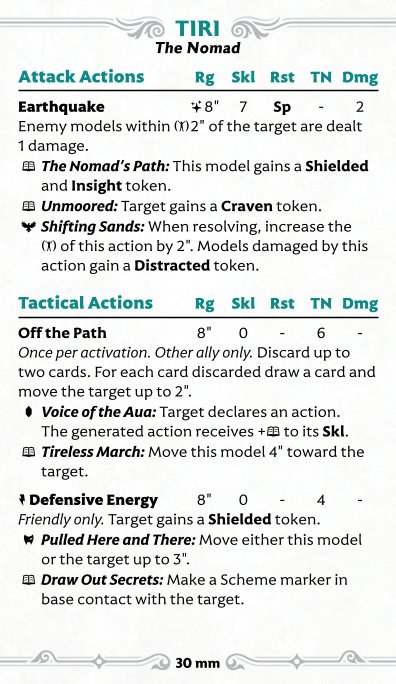 TIRI
The Nomad
Attack Actions Rg Skl Rst TN Dmg
Earthquake 8" 7 Sp - 2
Enemy models within 2" of the target are dealt
1 damage.
The Nomad's Path: This model gains a Shielded
and Insight token.
Unmoored: Target gains a Craven token.
Shifting Sands: When resolving, increase the
of this action by 2". Models damaged by this
action gain a Distracted token.
Tactical Actions Rg Skl Rst TN Dmg
Off the Path 8" 0 - 6 -
Once per activation. Other ally only. Discard up to
two cards. For each card discarded draw a card and
move the target up to 2".
Voice of the Aua: Target declares an action.
The generated action receives + to its Skl.
Tireless March: Move this model 4" toward the
target.
Defensive Energy 8" 0 - 4 -
Friendly only. Target gains a Shielded token.
Pulled Here and There: Move either this model
or the target up to 3".
Draw Out Secrets: Make a Scheme marker in
base contact with the target.
30 mm